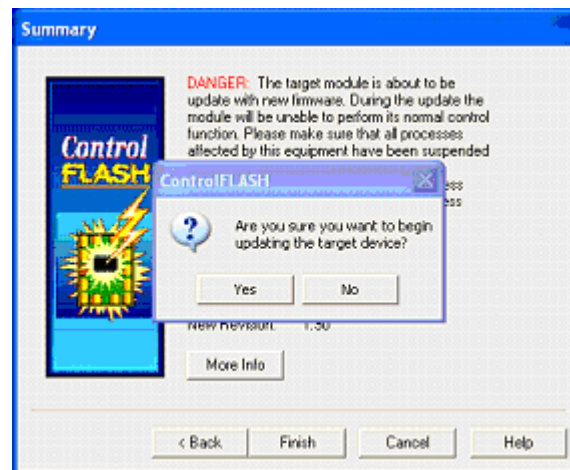 Summary
DANGER: The target module is about to be
update with new firmware. During the update the
module will be unable to perform its normal control
function. Please make sure that all processes
affected by this equipment have been suspended
Control
FLASH
ControlFLASH
Are you sure you want to begin
updating the target device?
Yes No
New Revision: 1.50
More Info
< Back Finish Cancel Help